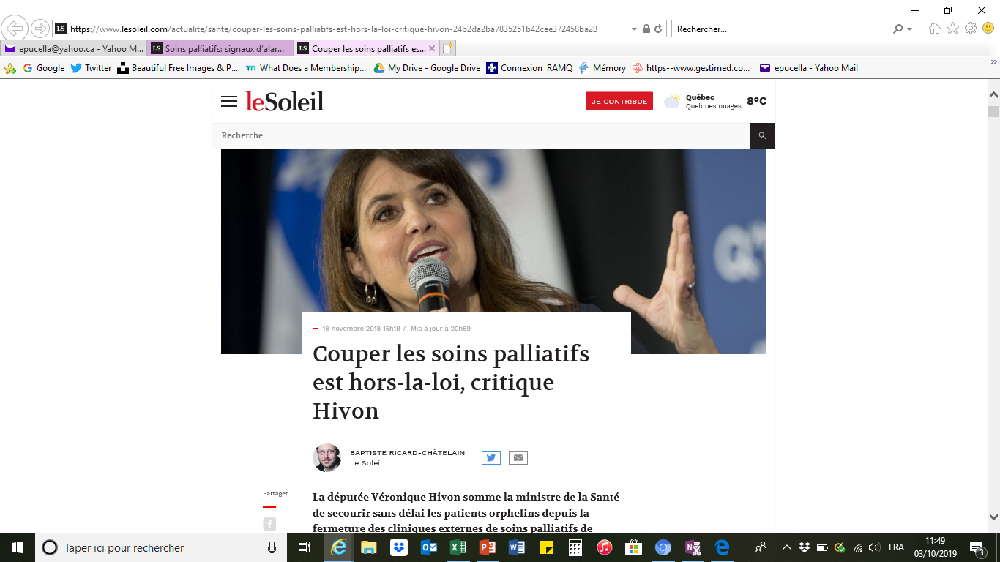 https://www.lesoleil.com/actualite/sante/couper-les-soins-palliatifs-est-hors-la-loi-critique-hivon-24b2da2ba7835251b42cee372458ba28
Rechercher...
epucella@yahoo.ca - Yahoo M...
LS Soins palliatifs: signaux d'alar...
LS Couper les soins palliatifs es...
Google
Twitter
Beautiful Free Images & P...
What Does a Membership...
My Drive - Google Drive
Connexion RAMQ
Mémory
https--www.gestimed.co...
epucella - Yahoo Mail
leSoleil
JE CONTRIBUE
Québec
Quelques nuages
8°C
Recherche
16 novembre 2018 15h18 / Mis à jour à 20h59
Couper les soins palliatifs
est hors-la-loi, critique
Hivon
BAPTISTE RICARD-CHÂTELAIN
Le Soleil
Partager
La députée Véronique Hivon somme la ministre de la Santé
de secourir sans délai les patients orphelins depuis la
fermeture des cliniques externes de soins palliatifs de
Taper ici pour rechercher
FRA
11:49
03/10/2019
3